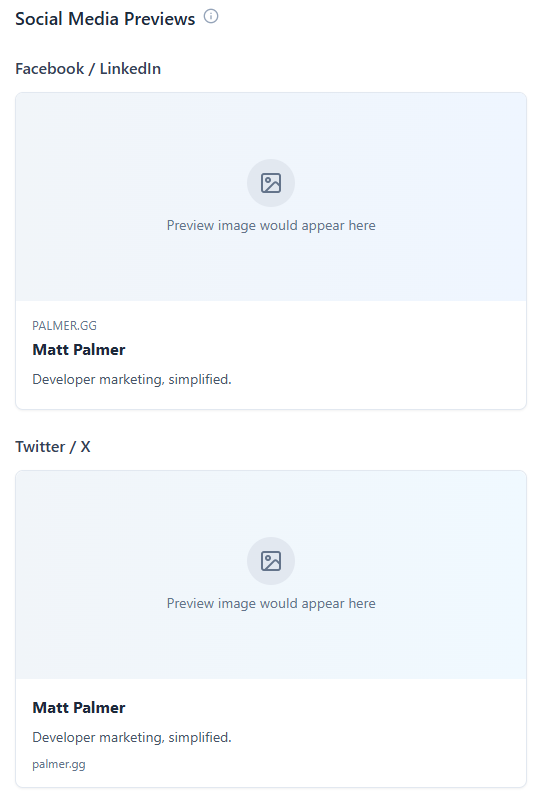 Social Media Previews
Facebook / LinkedIn
Preview image would appear here
PALMER.GG
Matt Palmer
Developer marketing, simplified.
Twitter / X
Preview image would appear here
Matt Palmer
Developer marketing, simplified.
palmer.gg